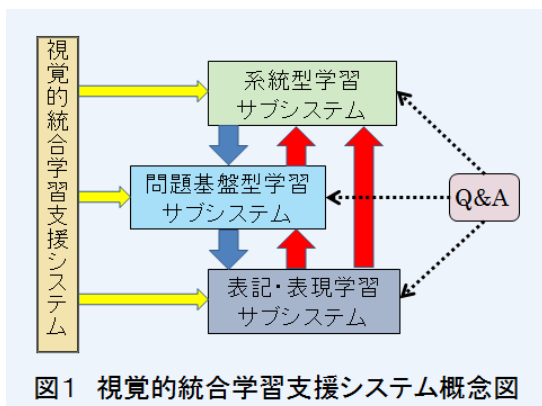 視覚的統合学習支援システム
系統型学習
サブシステム
問題基盤型学習
サブシステム
Q&A
表記・表現学習
サブシステム
図1 視覚的統合学習支援システム概念図